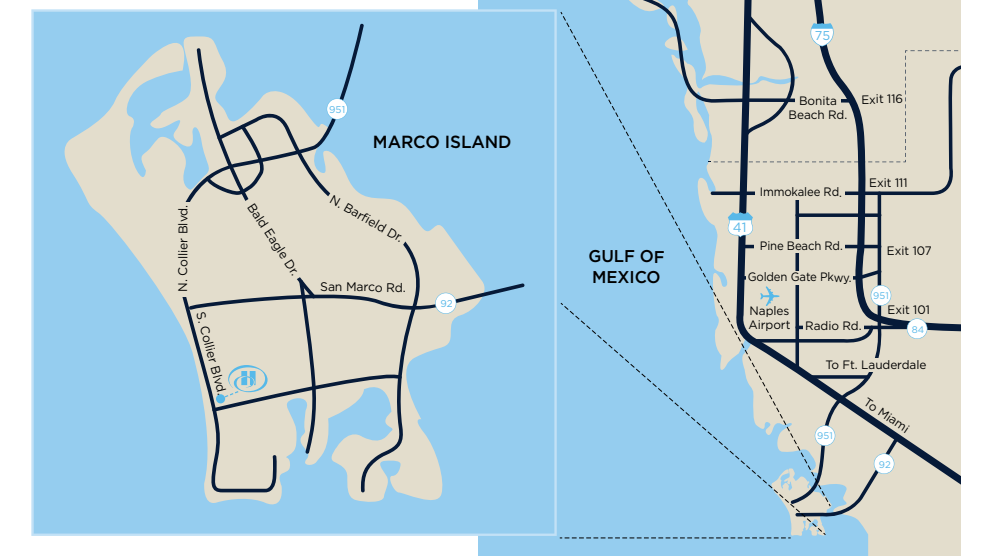 951
MARCO ISLAND
N. Barfield Dr.
N. Collier Blvd.
Bald Eagle Dr.
San Marco Rd.
92
S. Collier Blvd.
H
GULF OF
MEXICO
75
Bonita
Beach Rd.
Exit 116
Exit 111
Immokalee Rd.
41
Pine Beach Rd.
Exit 107
Golden Gate Pkwy.
951
Naples
Airport
Exit 101
Radio Rd.
84
To Ft. Lauderdale
To Miami
951
92